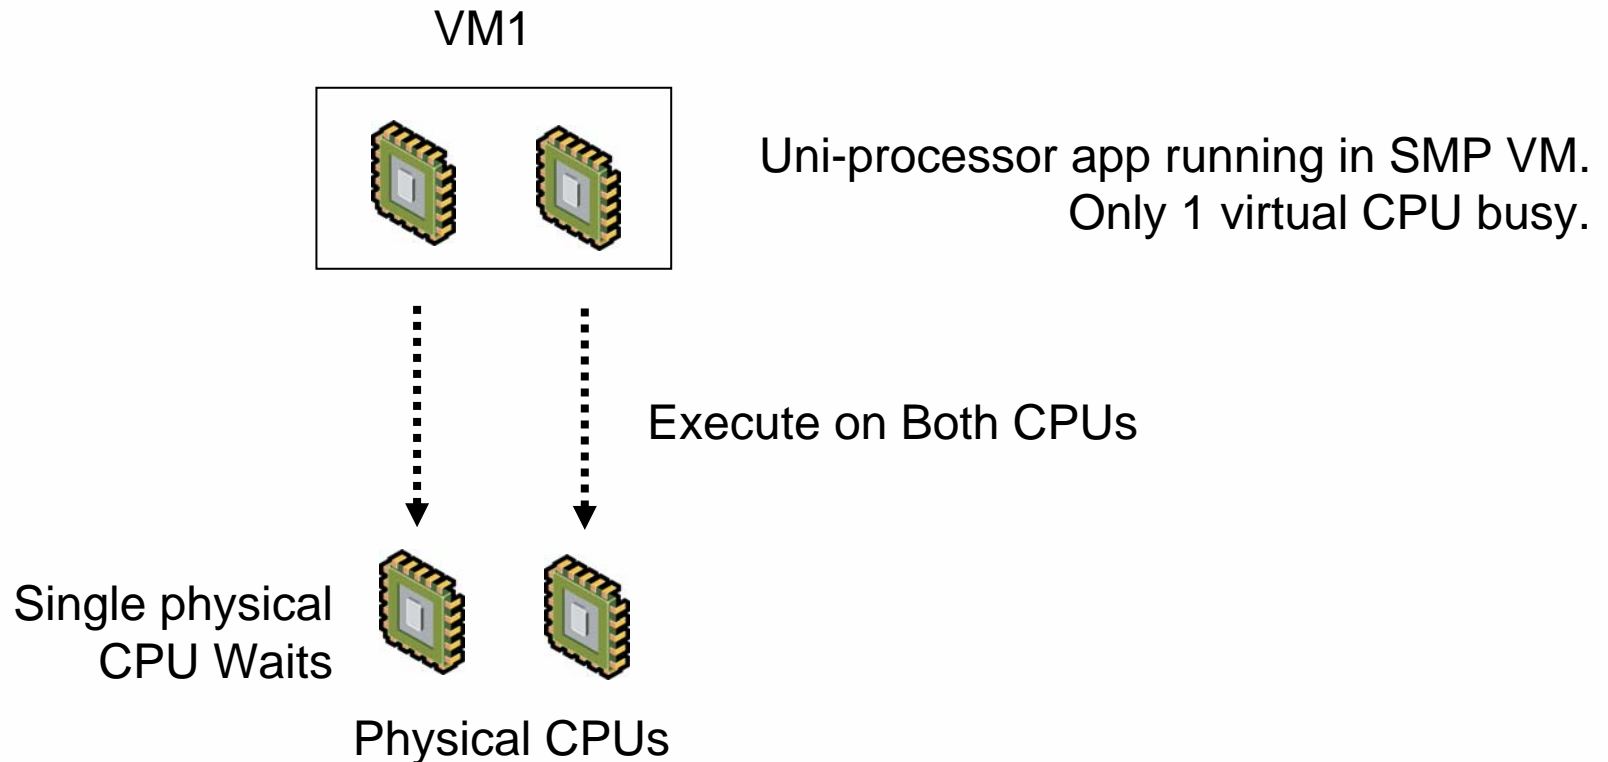 VM1
Uni-processor app running in SMP VM.
Only 1 virtual CPU busy.
Execute on Both CPUs
Single physical
CPU Waits
Physical CPUs